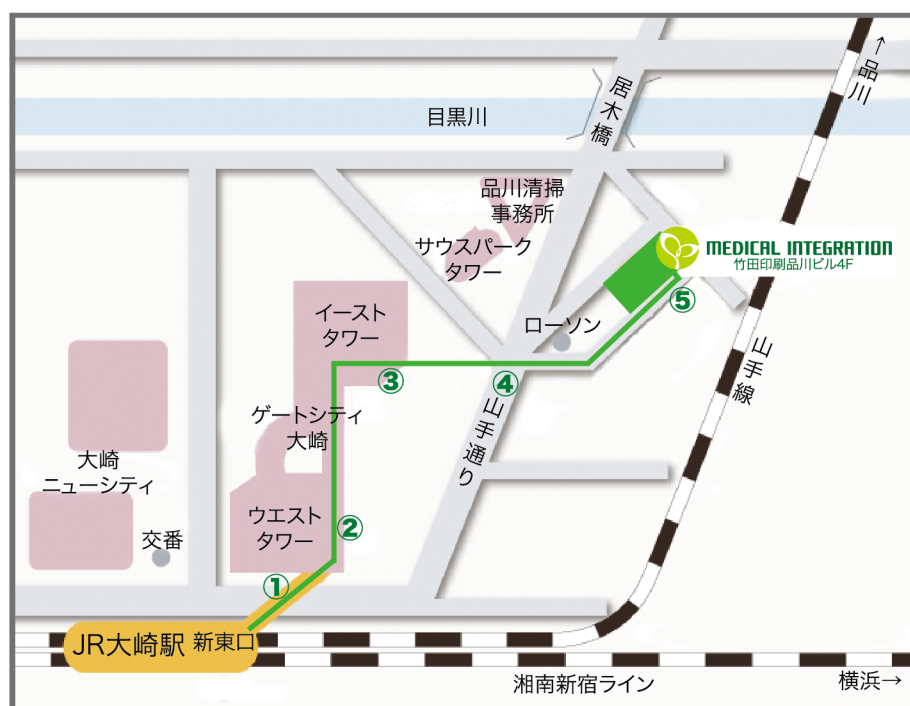 ↑品川
居木橋
目黒川
品川清掃
事務所
サウスパーク
タワー
MEDICAL INTEGRATION
竹田印刷品川ビル4F
⑤
イースト
タワー
ローソン
③
④
山手線
ゲートシティ
大崎
山手通り
大崎
ニューシティ
ウエスト
タワー
②
交番
①
JR大崎駅 新東口
湘南新宿ライン
横浜→